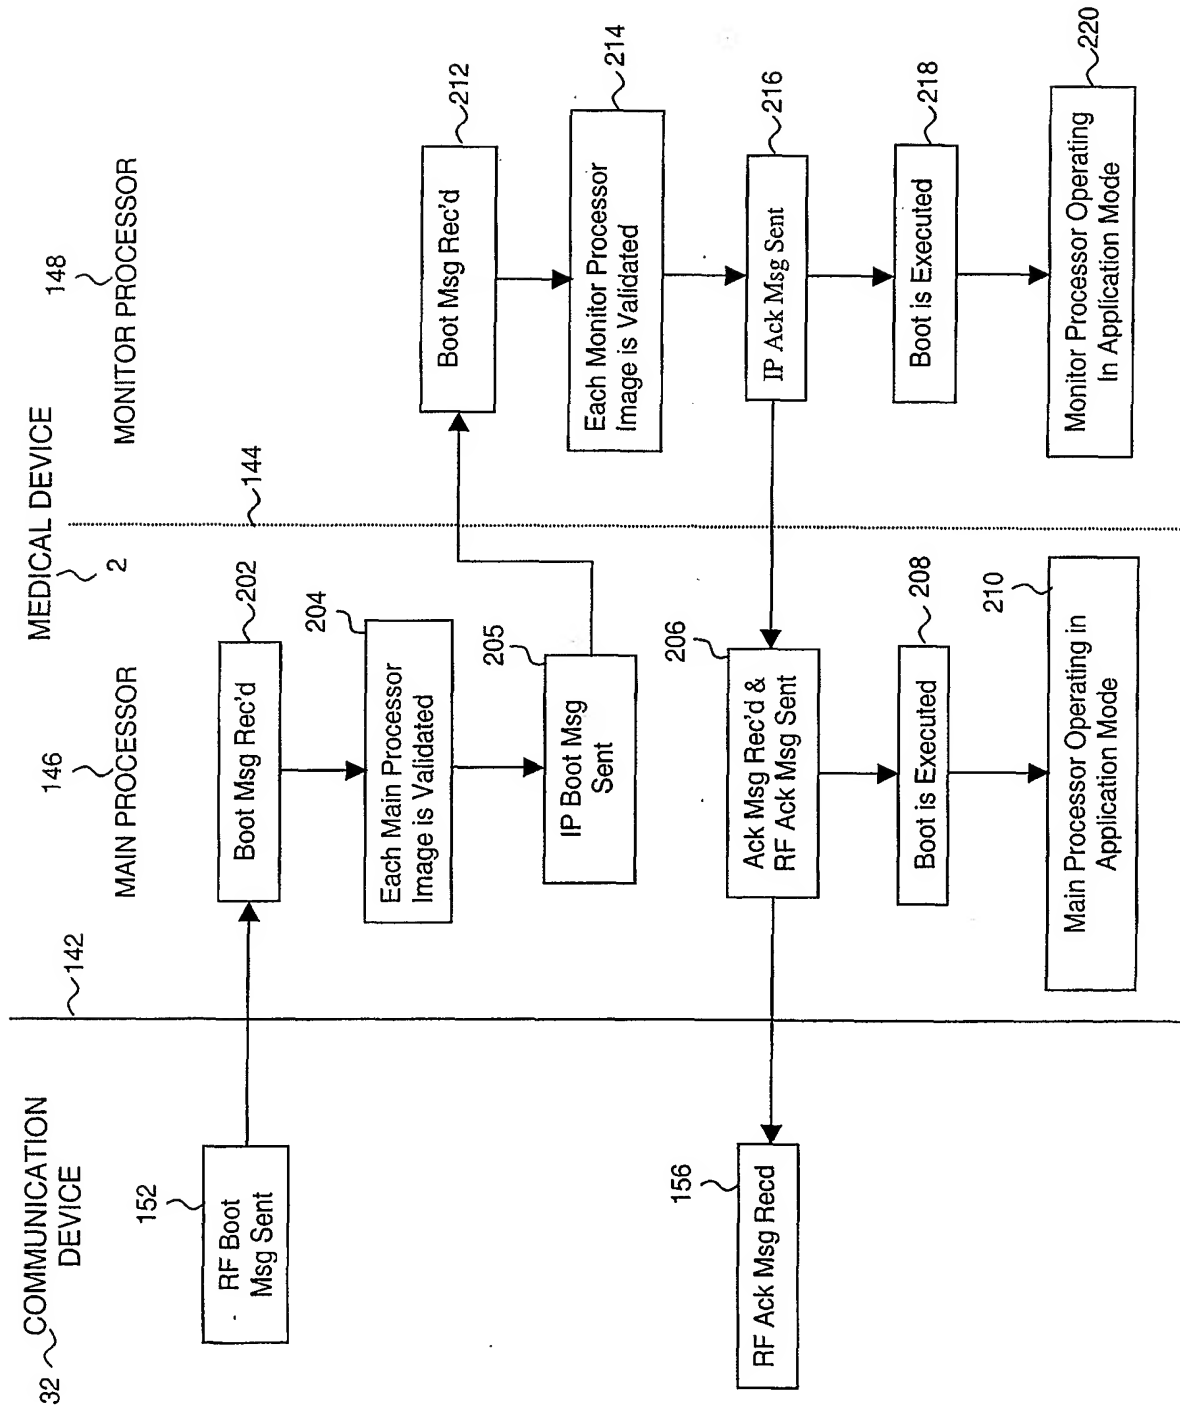 MEDICAL DEVICE
2
32
COMMUNICATION
DEVICE
146
MAIN PROCESSOR
148
MONITOR PROCESSOR
142
144
152
RF Boot
Msg Sent
202
Boot Msg Rec'd
204
Each Main Processor
Image is Validated
205
IP Boot Msg
Sent
212
Boot Msg Rec'd
214
Each Monitor Processor
Image is Validated
216
IP Ack Msg Sent
206
Ack Msg Rec'd &
RF Ack Msg Sent
156
RF Ack Msg Recd
208
Boot is Executed
218
Boot is Executed
210
Main Processor Operating in
Application Mode
220
Monitor Processor Operating
In Application Mode